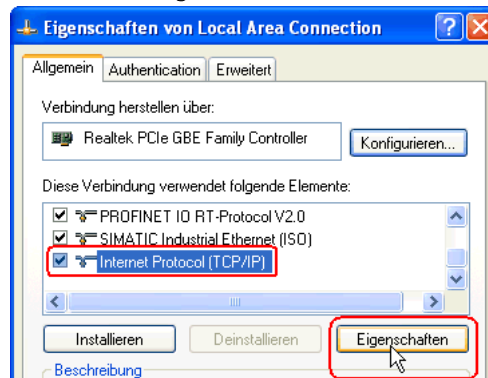 Eigenschaften von Local Area Connection
Allgemein Authentication Erweitert
Verbindung herstellen über:
Realtek PCIe GBE Family Controller Konfigurieren...
Diese Verbindung verwendet folgende Elemente:
PROFINET IO RT-Protocol V2.0
SIMATIC Industrial Ethernet (ISO)
Internet Protocol (TCP/IP)
Installieren Deinstallieren Eigenschaften
Beschreibung